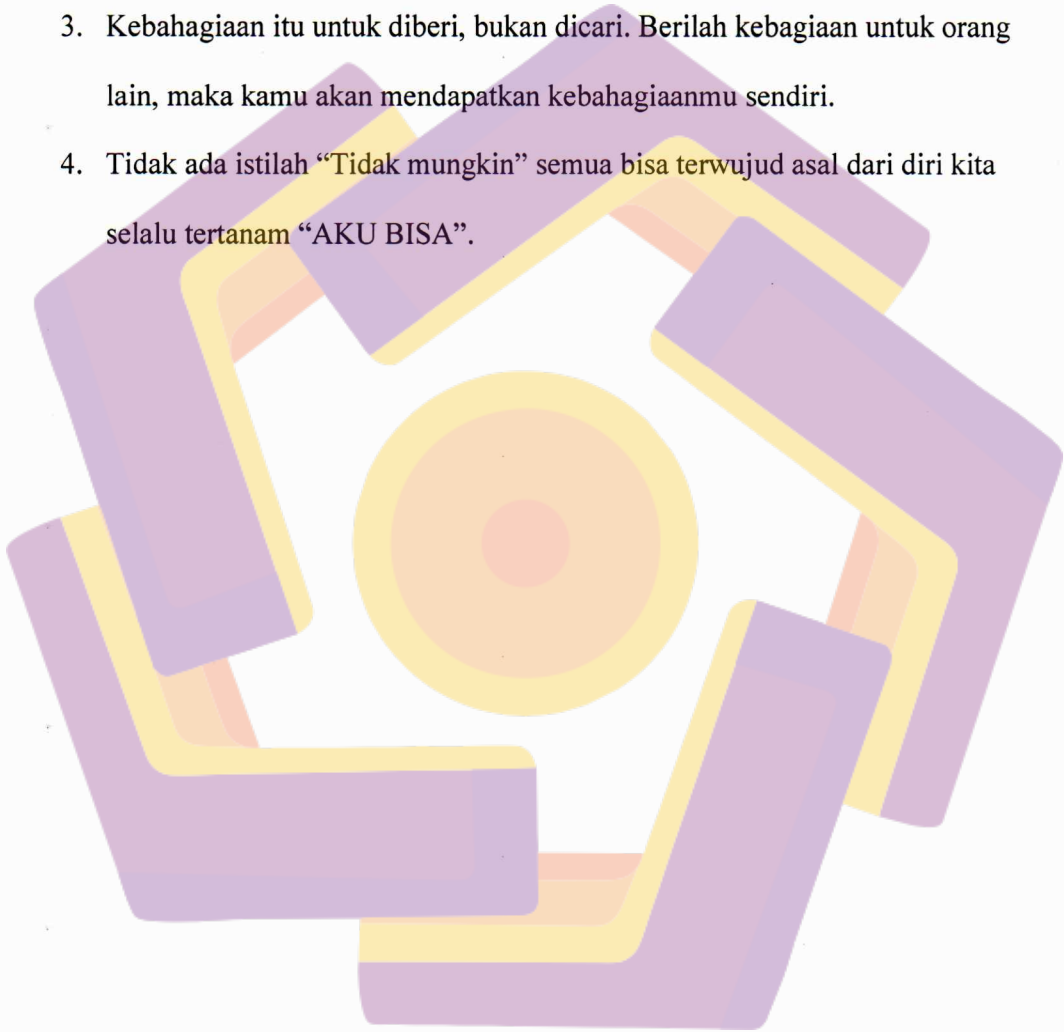 3. Kebahagiaan itu untuk diberi, bukan dicari. Berilah kebagiaan untuk orang
lain, maka kamu akan mendapatkan kebahagiaanmu sendiri.
4. Tidak ada istilah “Tidak mungkin” semua bisa terwujud asal dari diri kita
selalu tertanam “AKU BISA”.